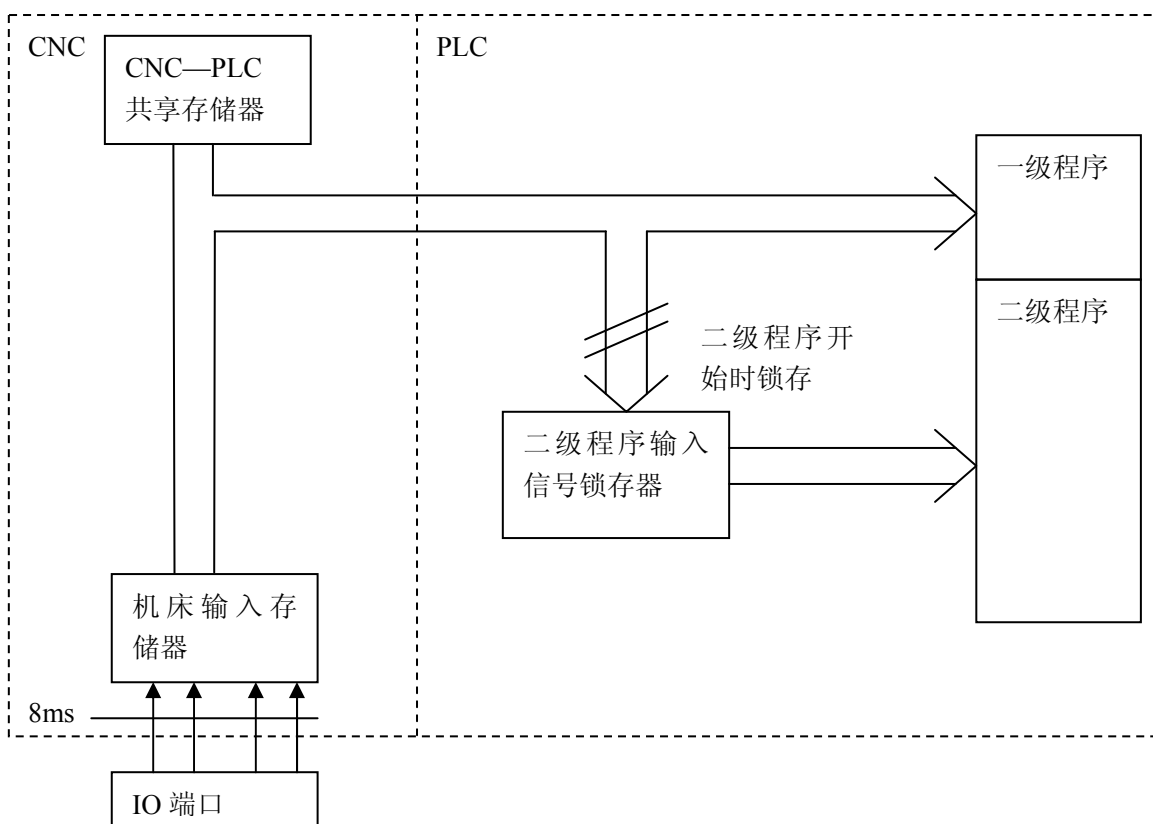 CNC
PLC
CNC—PLC
共享存储器
一级程序
二级程序
二级程序开
始时锁存
二级程序输入
信号锁存器
机床输入存
储器
8ms
IO 端口